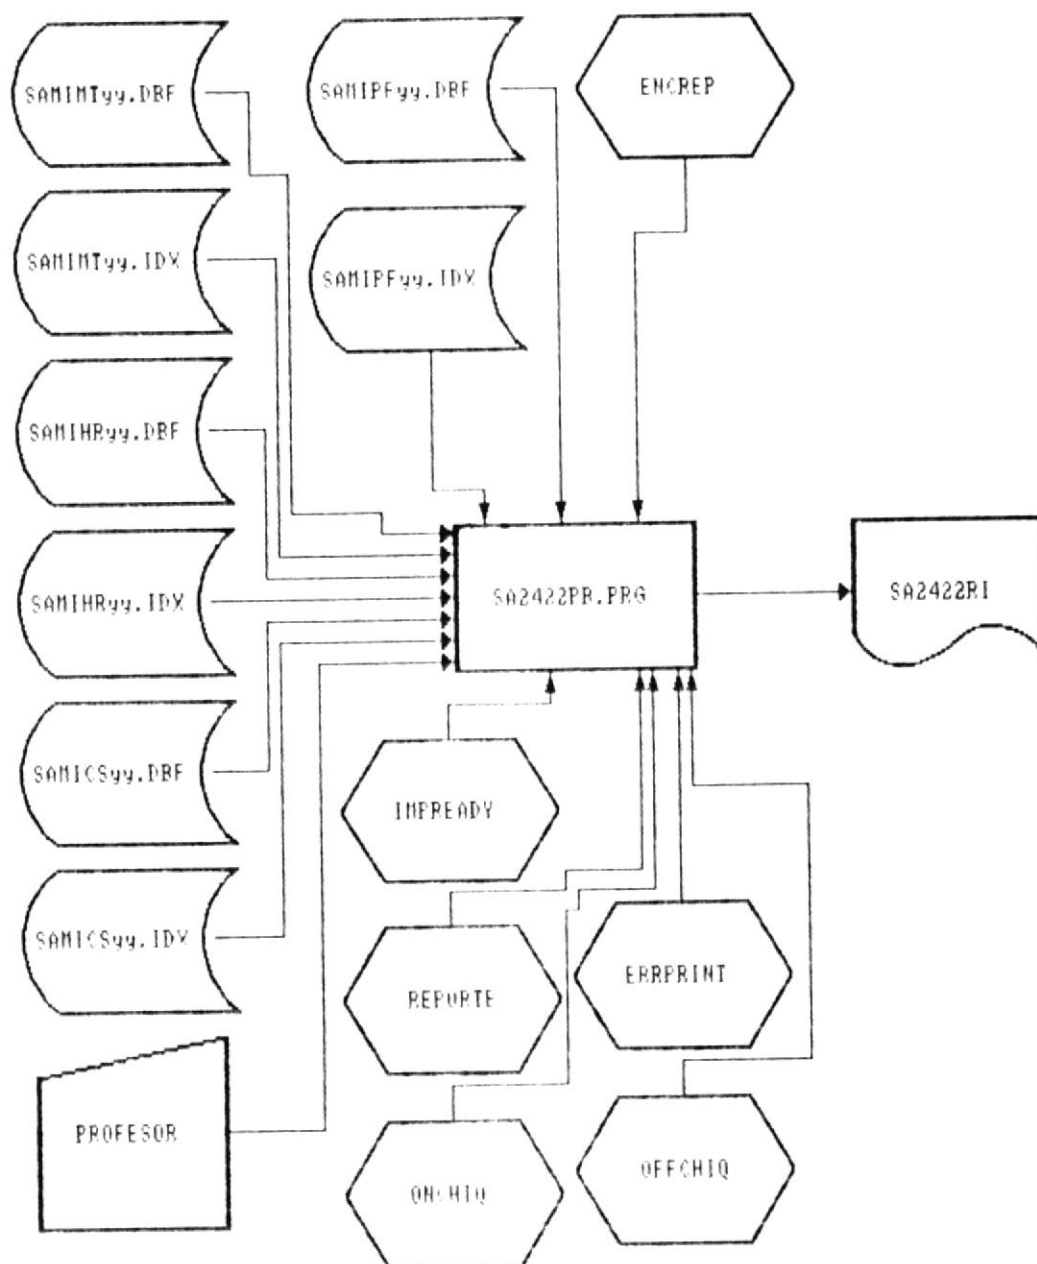 SAMIMTyy.DBF
SAMIPFyy.DBF
ENCREP
SAMIMTyy.IDX
SAMIPFyy.IDX
SAMIHRyy.DBF
SAMIHRyy.IDX
SA2422PR.PRG
SA2422RI
SAMICSyy.DBF
IMPREADY
SAMICSyy.IDX
REPORTE
ERRPRINT
PROFESOR
ONCHIQ
OFFCHIQ